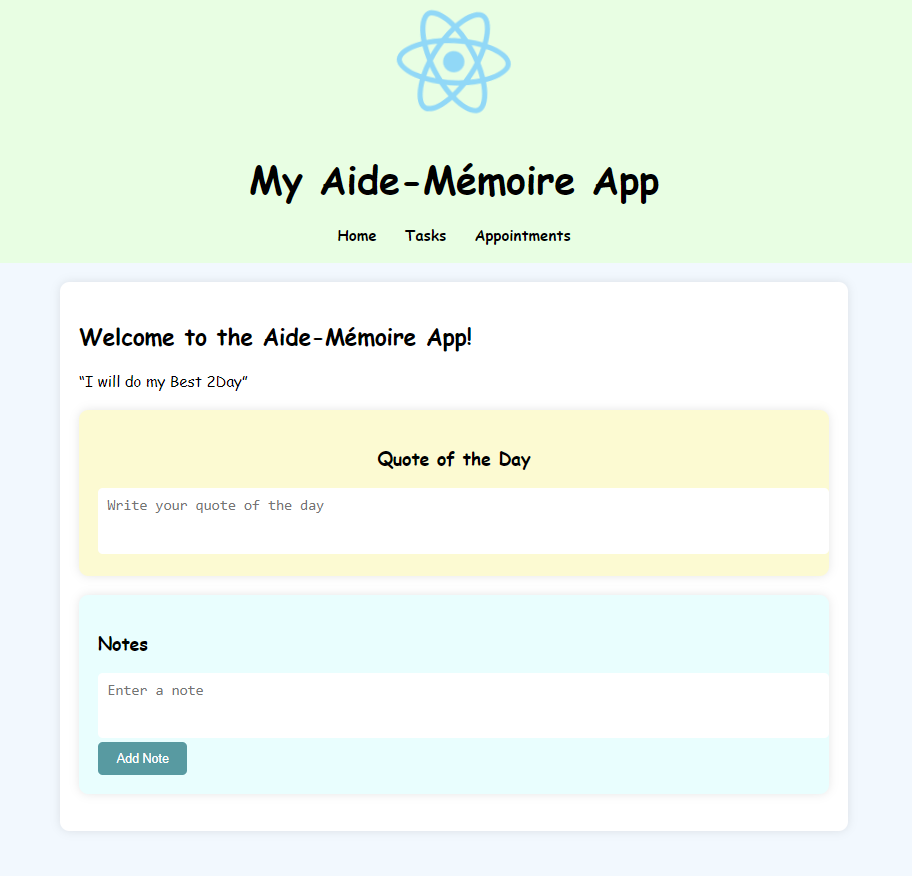 My Aide-Mémoire App
Home Tasks Appointments
Welcome to the Aide-Mémoire App!
“I will do my Best 2Day”
Quote of the Day
Write your quote of the day
Notes
Enter a note
Add Note